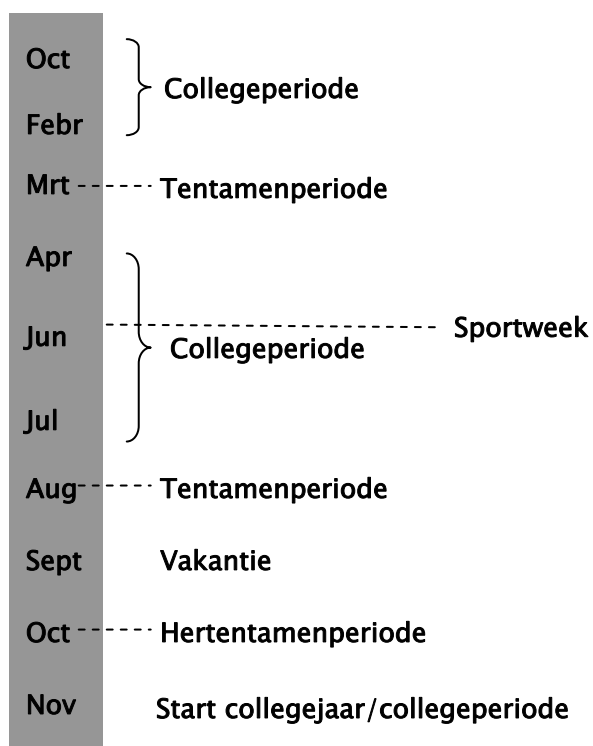 Oct
Collegeperiode
Febr
Mrt Tentamenperiode
Apr
Jun Sportweek
Collegeperiode
Jul
Aug Tentamenperiode
Sept Vakantie
Oct Hertentamenperiode
Nov Start collegejaar/collegeperiode